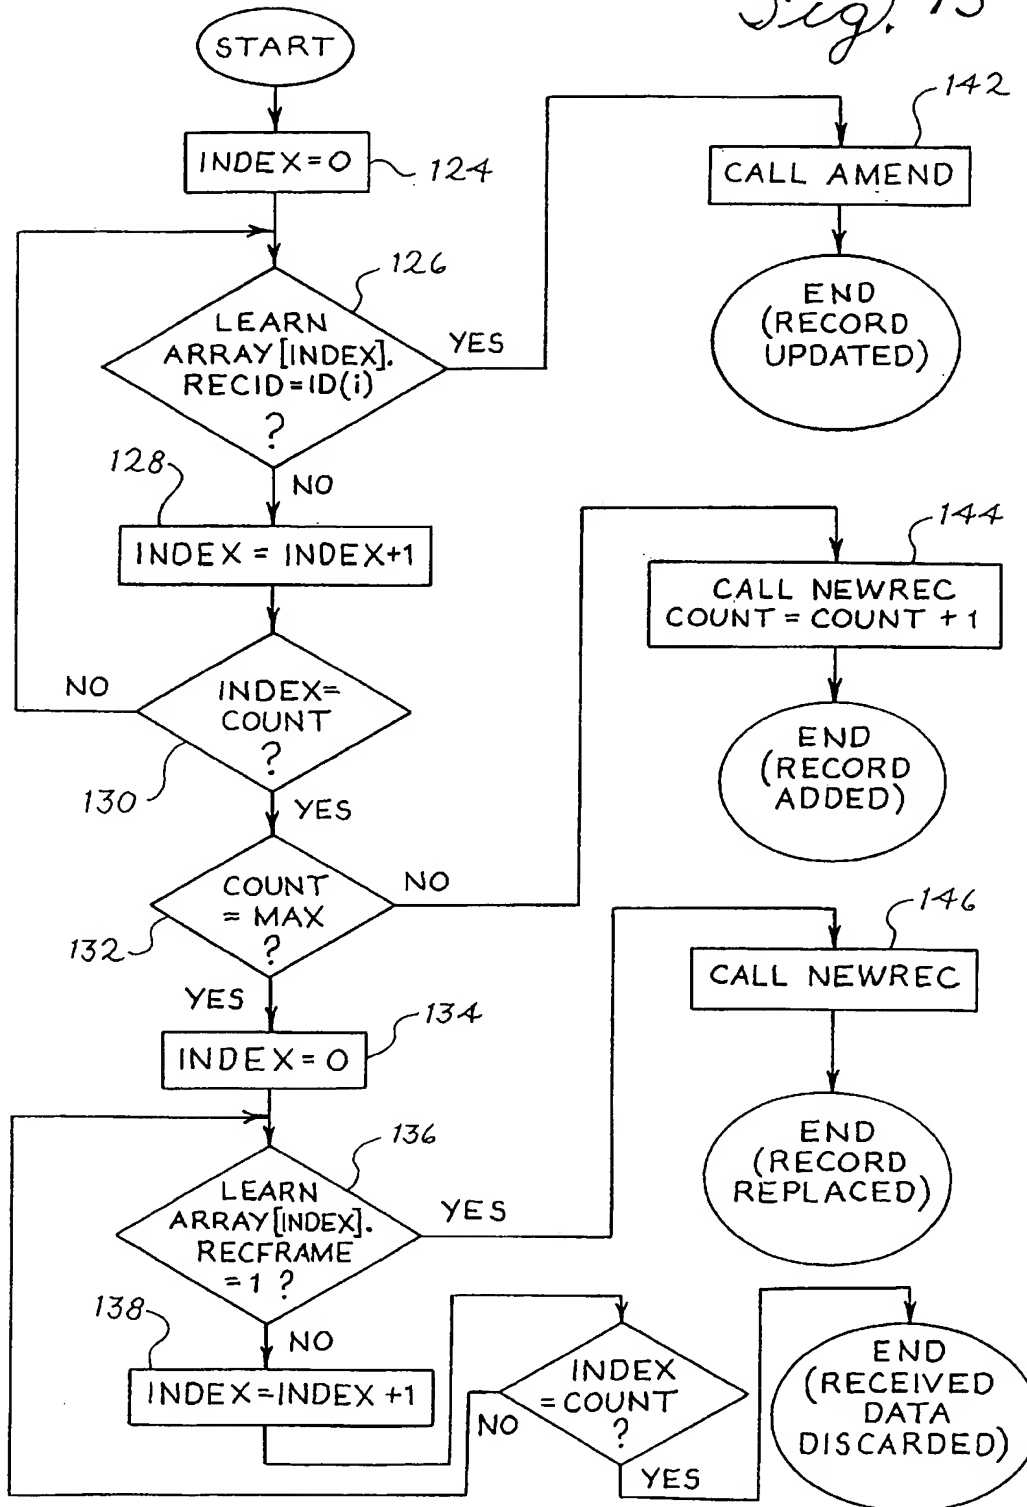 Fig. 13
START
INDEX=0
124
142
CALL AMEND
END
(RECORD
UPDATED)
126
LEARN
ARRAY[INDEX].
RECID=ID(i)
?
YES
NO
128
INDEX = INDEX+1
144
CALL NEWREC
COUNT = COUNT + 1
END
(RECORD
ADDED)
NO
INDEX=
COUNT
?
130
YES
COUNT
= MAX
?
132
NO
YES
134
INDEX=0
146
CALL NEWREC
END
(RECORD
REPLACED)
136
LEARN
ARRAY[INDEX].
RECFRAME
=1 ?
YES
NO
138
INDEX=INDEX +1
INDEX
=COUNT
?
NO
YES
END
(RECEIVED
DATA
DISCARDED)